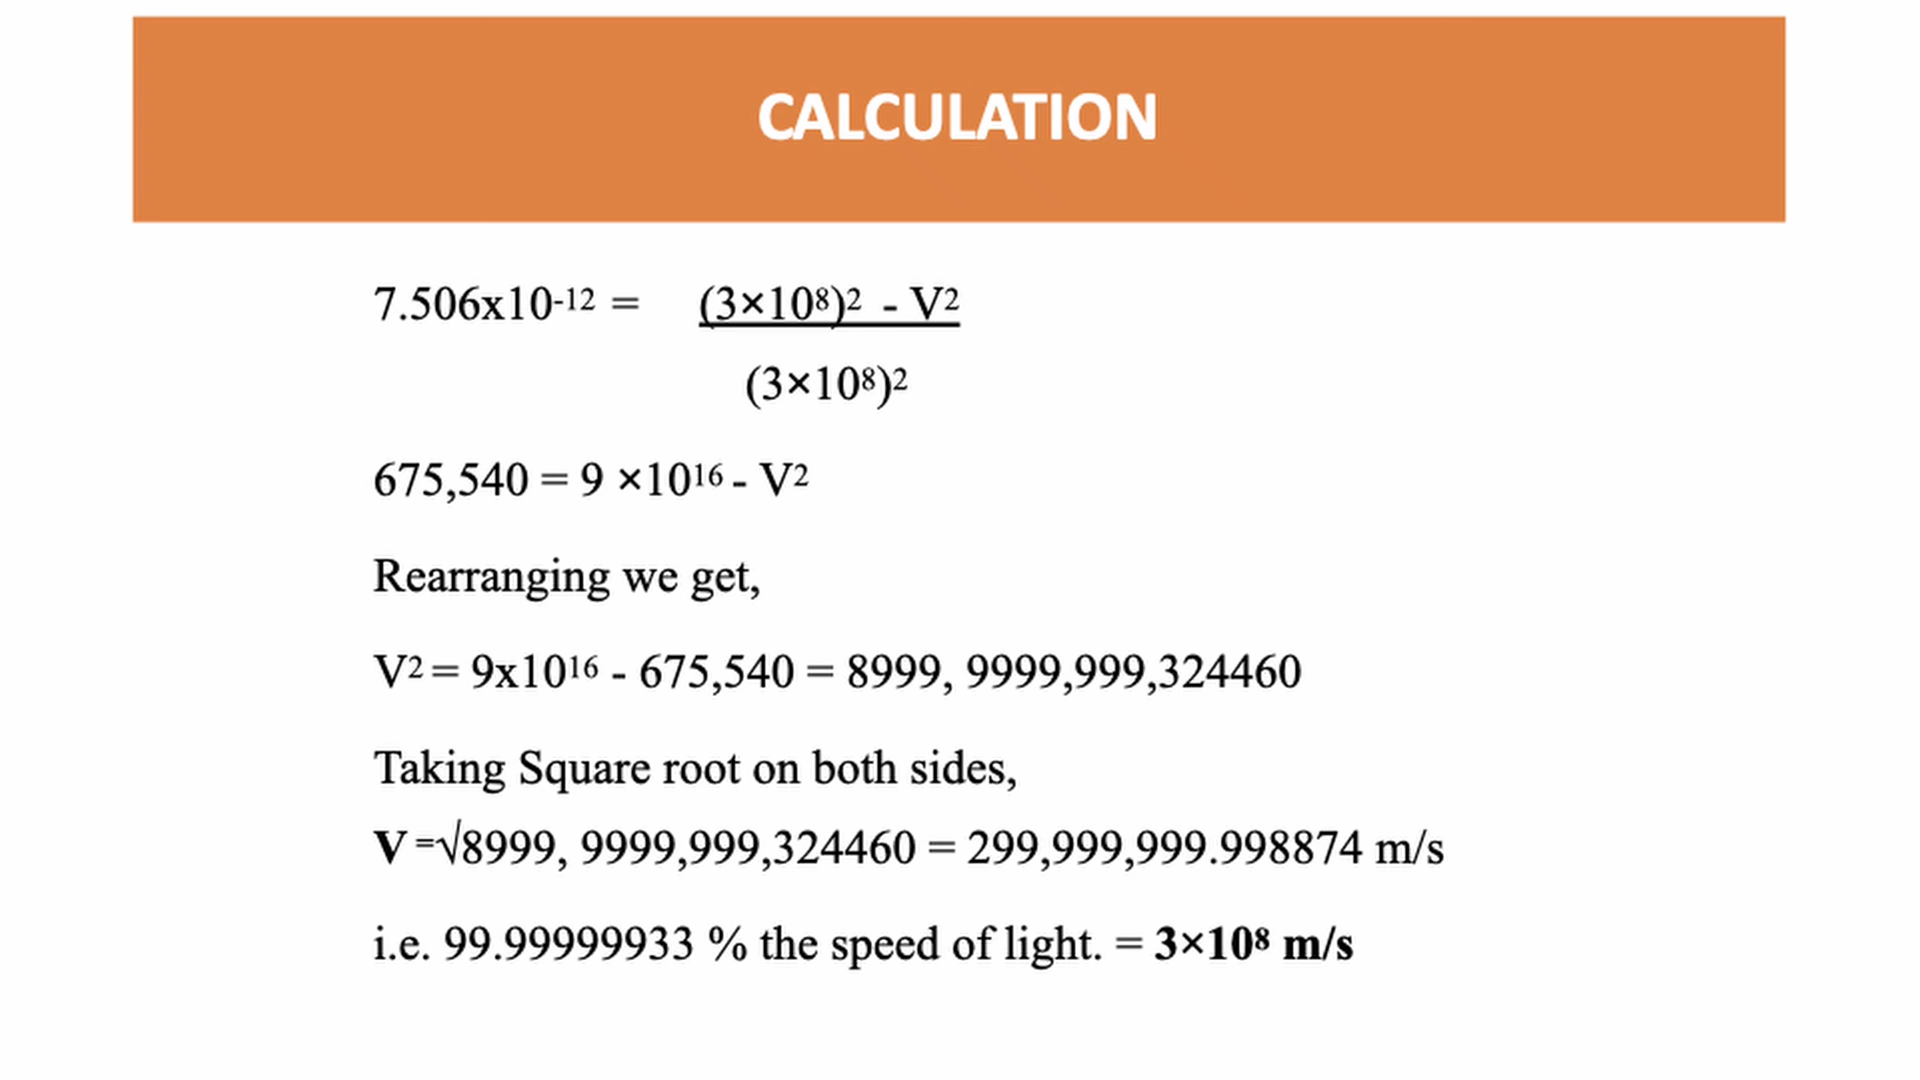 CALCULATION
7.506x10-12 = (3×10⁸)² - V²
(3×10⁸)²
675,540 = 9 ×10¹⁶ - V²
Rearranging we get,
V² = 9x10¹⁶ - 675,540 = 8999, 9999,999,324460
Taking Square root on both sides,
V =√8999, 9999,999,324460 = 299,999,999.998874 m/s
i.e. 99.99999933 % the speed of light. = 3×10⁸ m/s